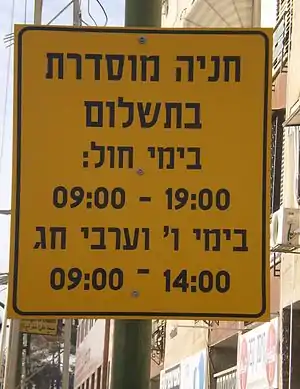 חניה מוסדרת
בתשלום
בימי חול:
09:00 - 19:00
בימי ו' וערבי חג
09:00 - 14:00